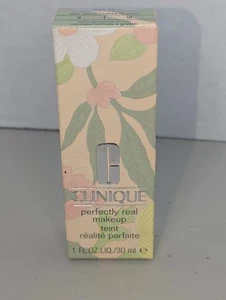 CLINIQUE
perfectly real
makeup
teint
réalité parfaite
1 FL.OZ.LIQ./30 ml e